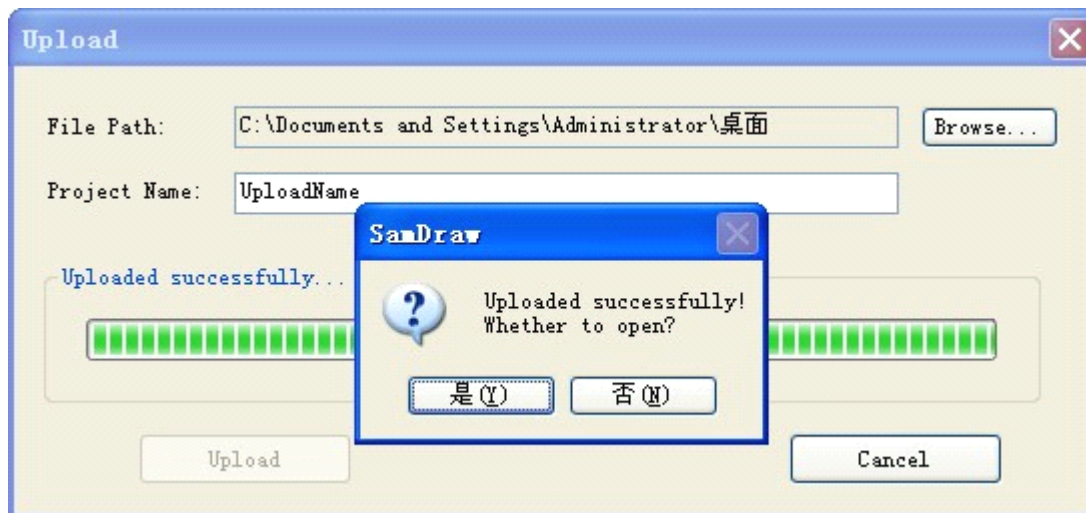 Upload
File Path:
C:\Documents and Settings\Administrator\桌面
Browse...
Project Name:
UploadName
SamDraw
Uploaded successfully...
Uploaded successfully!
Whether to open?
是(Y)
否(N)
Upload
Cancel